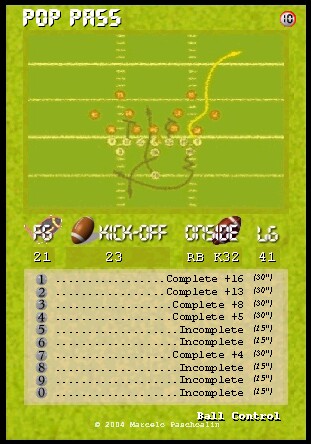 POP PASS
10
FG KICK-OFF ONSIDE LG
21 23 RB K32 41
1 ......................Complete +16 (30")
2 ......................Complete +13 (30")
3 .......................Complete +8 (30")
4 .......................Complete +5 (30")
5 ........................Incomplete (15")
6 ........................Incomplete (15")
7 .......................Complete +4 (30")
8 ........................Incomplete (15")
9 ........................Incomplete (15")
0 ........................Incomplete (15")
Ball Control
© 2004 Marcelo Paschoalin